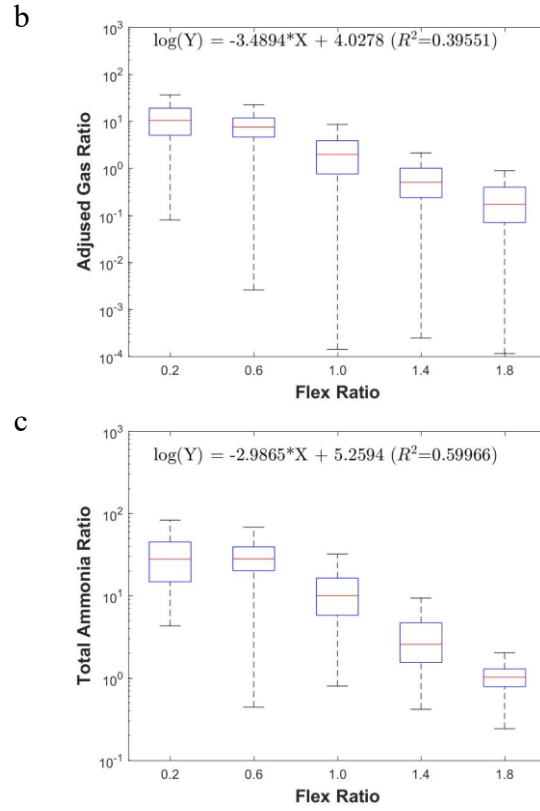 b
log(Y) = -3.4894*X + 4.0278 (R²=0.39551)
10³
10²
10¹
10⁰
10⁻¹
10⁻²
10⁻³
10⁻⁴
Adjused Gas Ratio
0.2 0.6 1.0 1.4 1.8
Flex Ratio
c
log(Y) = -2.9865*X + 5.2594 (R²=0.59966)
10³
10²
10¹
10⁰
10⁻¹
Total Ammonia Ratio
0.2 0.6 1.0 1.4 1.8
Flex Ratio